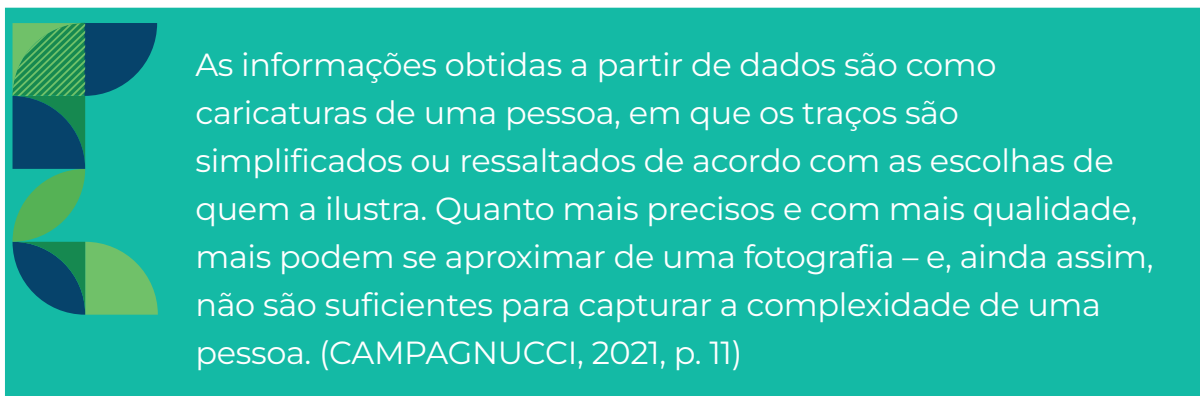 As informações obtidas a partir de dados são como
caricaturas de uma pessoa, em que os traços são
simplificados ou ressaltados de acordo com as escolhas de
quem a ilustra. Quanto mais precisos e com mais qualidade,
mais podem se aproximar de uma fotografia – e, ainda assim,
não são suficientes para capturar a complexidade de uma
pessoa. (CAMPAGNUCCI, 2021, p. 11)